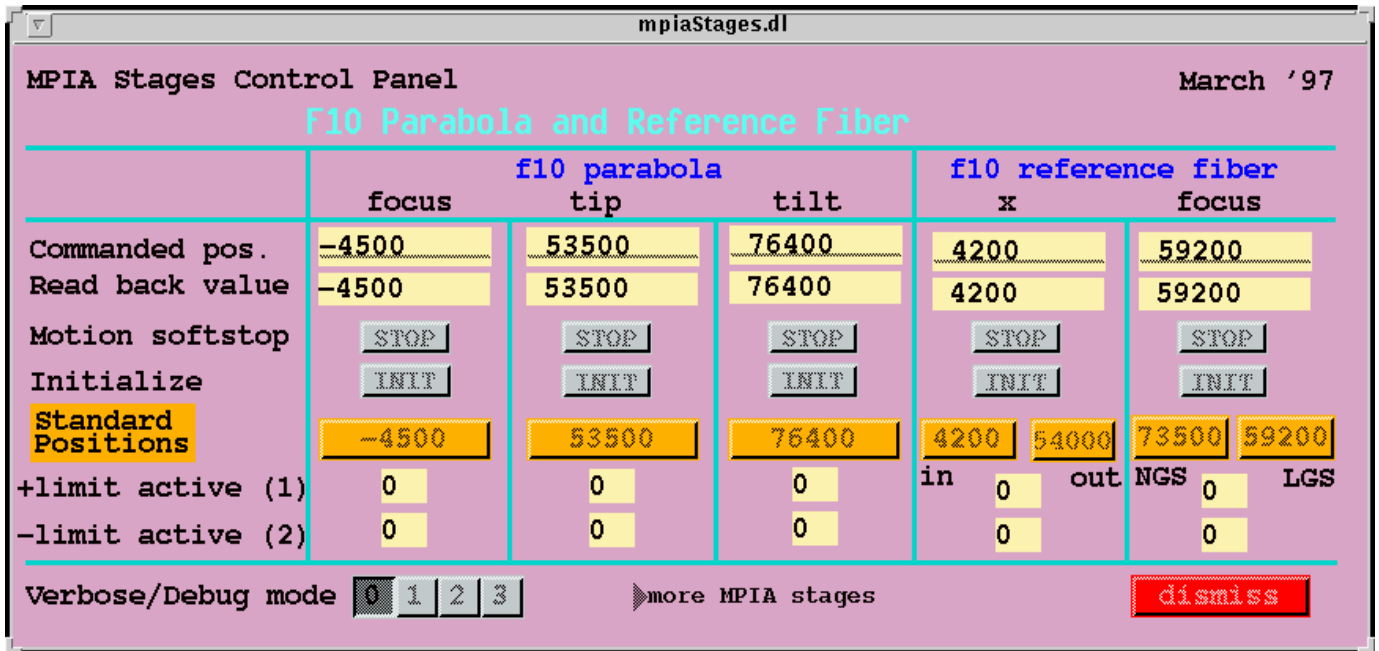 mpiaStages.dl
MPIA Stages Control Panel March '97
F10 Parabola and Reference Fiber
f10 parabola f10 reference fiber
focus tip tilt x focus
Commanded pos. -4500 53500 76400 4200 59200
Read back value -4500 53500 76400 4200 59200
Motion softstop STOP STOP STOP STOP STOP
Initialize INIT INIT INIT INIT INIT
Standard
Positions -4500 53500 76400 4200 54000 73500 59200
in out NGS LGS
+limit active (1) 0 0 0 0 0
-limit active (2) 0 0 0 0 0
Verbose/Debug mode 0 1 2 3 more MPIA stages dismiss